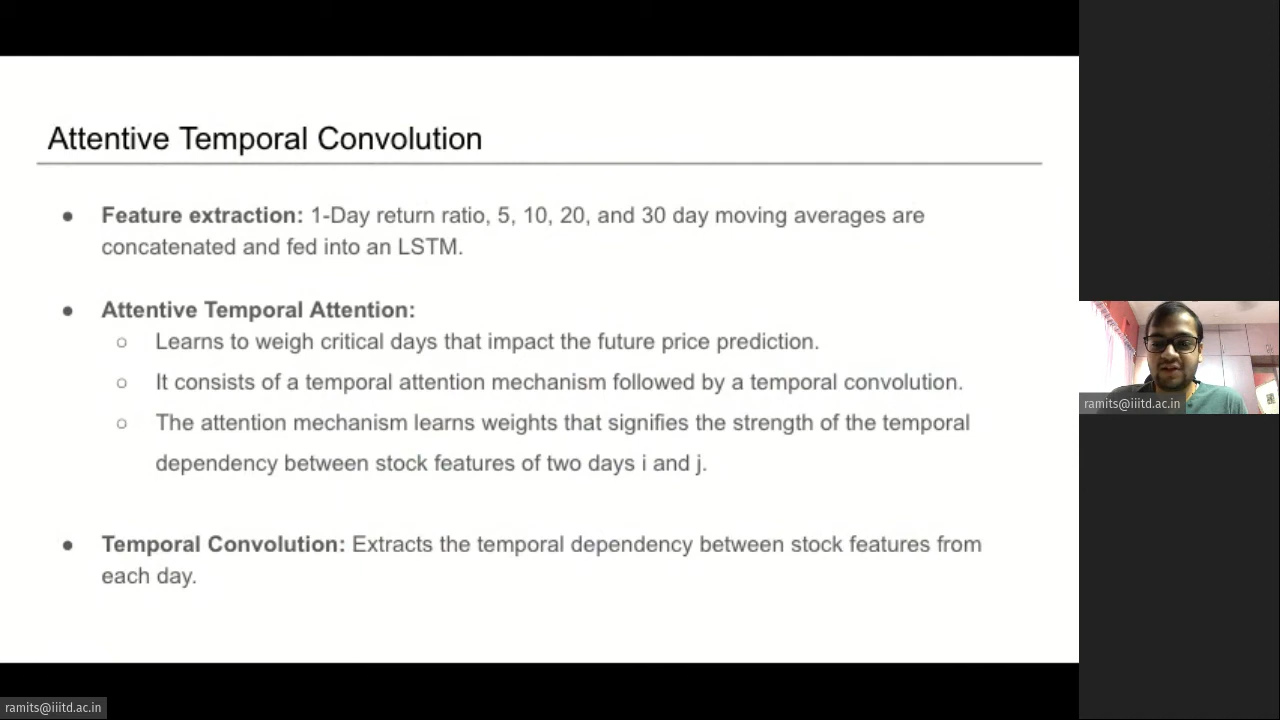 Attentive Temporal Convolution
● Feature extraction: 1-Day return ratio, 5, 10, 20, and 30 day moving averages are
concatenated and fed into an LSTM.
● Attentive Temporal Attention:
○ Learns to weigh critical days that impact the future price prediction.
○ It consists of a temporal attention mechanism followed by a temporal convolution.
○ The attention mechanism learns weights that signifies the strength of the temporal
dependency between stock features of two days i and j.
● Temporal Convolution: Extracts the temporal dependency between stock features from
each day.
ramits@iiitd.ac.in
ramits@iiitd.ac.in